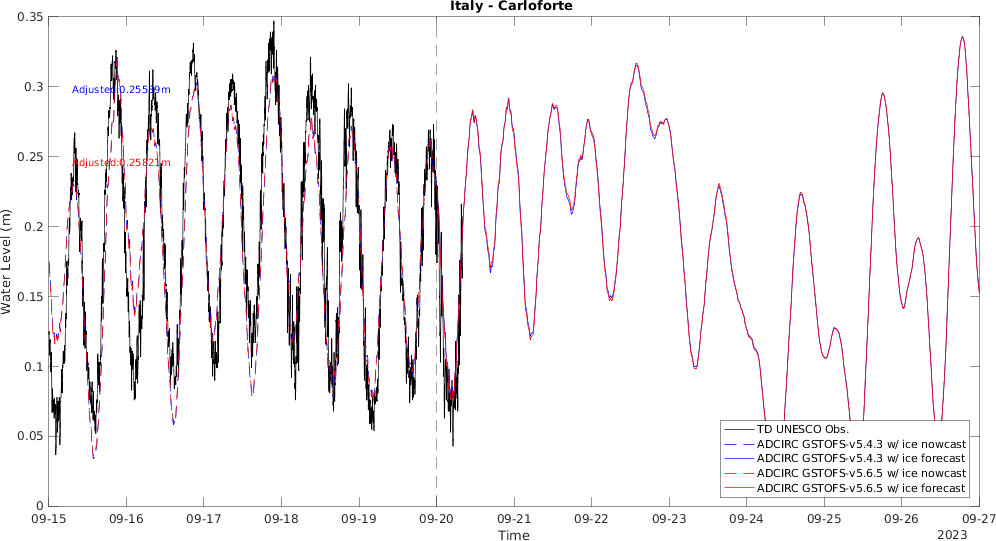 Italy - Carloforte
0.35
0.3
0.25
0.2
0.15
0.1
0.05
0
Water Level (m)
Adjusted:0.25589m
Adjusted:0.25821m
TD UNESCO Obs.
ADCIRC GSTOFS-v5.4.3 w/ ice nowcast
ADCIRC GSTOFS-v5.4.3 w/ ice forecast
ADCIRC GSTOFS-v5.6.5 w/ ice nowcast
ADCIRC GSTOFS-v5.6.5 w/ ice forecast
09-15 09-16 09-17 09-18 09-19 09-20 09-21 09-22 09-23 09-24 09-25 09-26 09-27
Time
2023